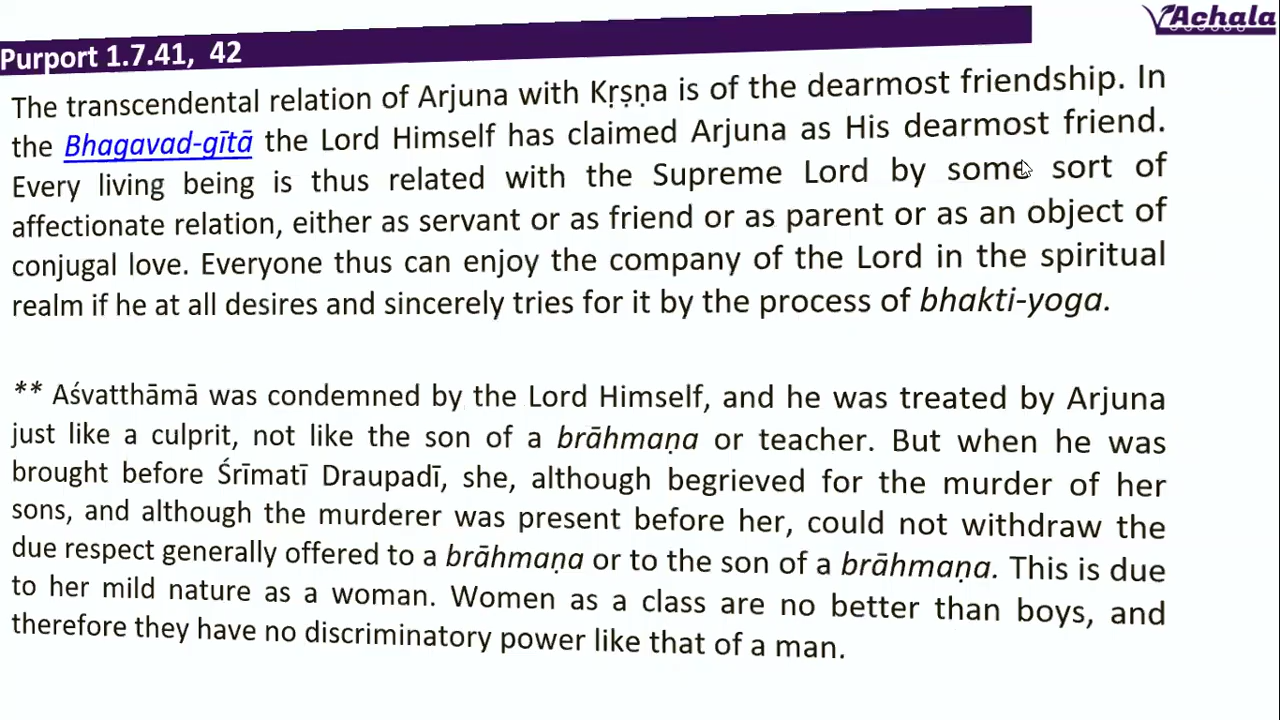 Achala
Purport 1.7.41, 42
The transcendental relation of Arjuna with Kṛṣṇa is of the dearmost friendship. In
the Bhagavad-gītā the Lord Himself has claimed Arjuna as His dearmost friend.
Every living being is thus related with the Supreme Lord by some sort of
affectionate relation, either as servant or as friend or as parent or as an object of
conjugal love. Everyone thus can enjoy the company of the Lord in the spiritual
realm if he at all desires and sincerely tries for it by the process of bhakti-yoga.
** Aśvatthāmā was condemned by the Lord Himself, and he was treated by Arjuna
just like a culprit, not like the son of a brāhmaṇa or teacher. But when he was
brought before Śrīmatī Draupadī, she, although begrieved for the murder of her
sons, and although the murderer was present before her, could not withdraw the
due respect generally offered to a brāhmaṇa or to the son of a brāhmaṇa. This is due
to her mild nature as a woman. Women as a class are no better than boys, and
therefore they have no discriminatory power like that of a man.